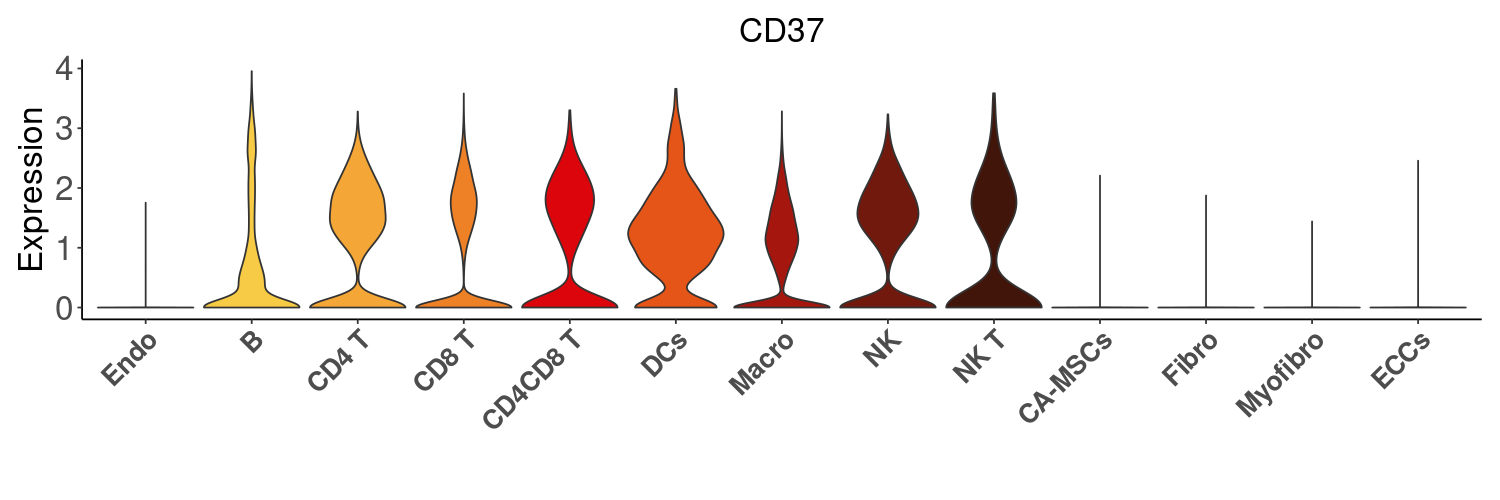 CD37
Expression
4
3
2
1
0
Endo
B
CD4 T
CD8 T
CD4CD8 T
DCs
Macro
NK
NK T
CA-MSCs
Fibro
Myofibro
ECCs